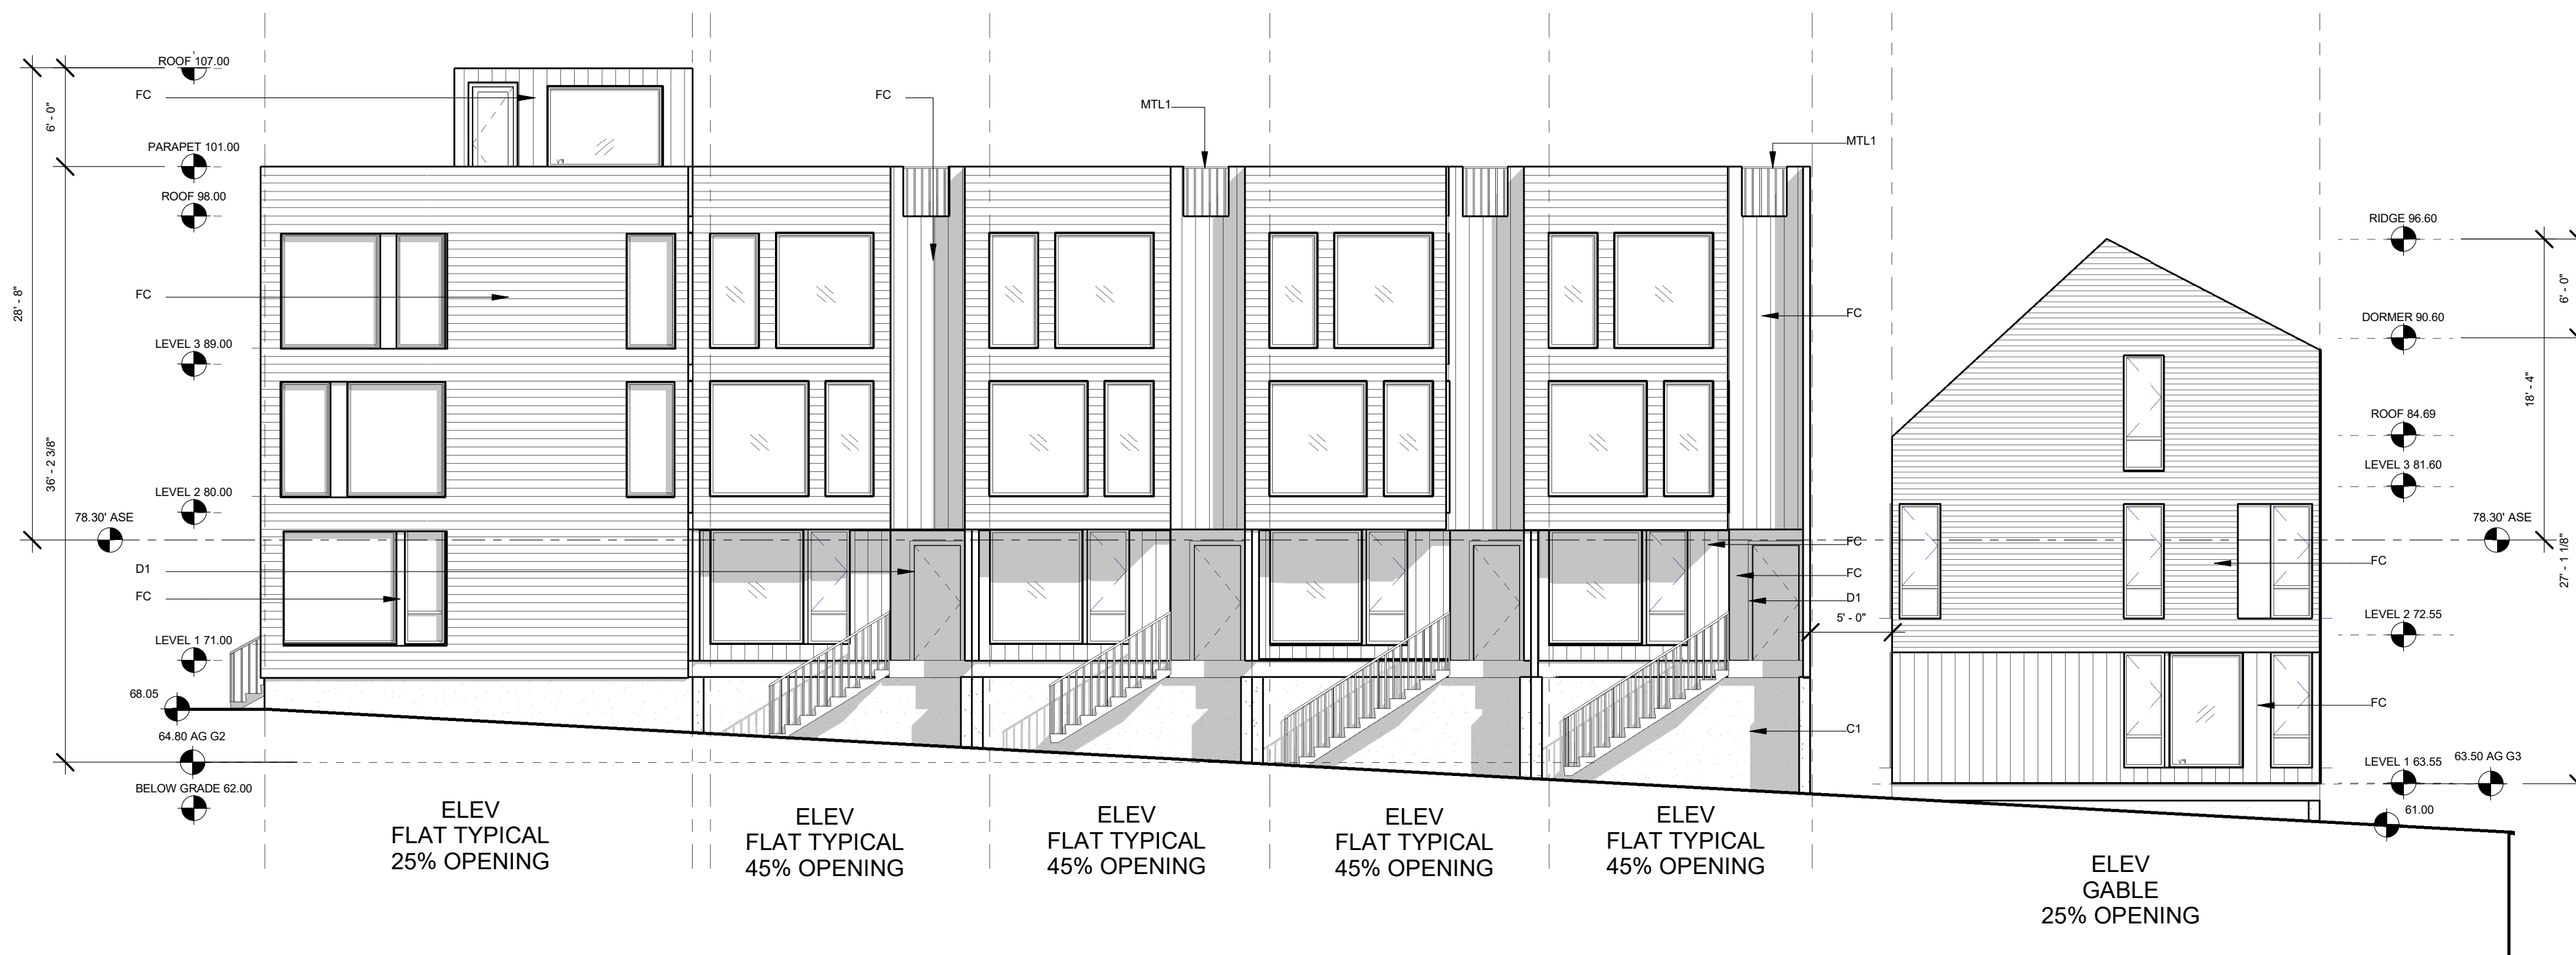 ROOF 107.00
FC
6' - 0"
PARAPET 101.00
ROOF 98.00
28' - 8"
FC
LEVEL 3 89.00
36' - 2 3/8"
LEVEL 2 80.00
78.30' ASE
D1
FC
LEVEL 1 71.00
68.05
64.80 AG G2
BELOW GRADE 62.00
FC
MTL1
MTL1
FC
FC
FC
D1
5' - 0"
C1
RIDGE 96.60
6' - 0"
DORMER 90.60
18' - 4"
ROOF 84.69
LEVEL 3 81.60
78.30' ASE
FC
27' - 1 1/8"
LEVEL 2 72.55
FC
LEVEL 1 63.55
63.50 AG G3
61.00
ELEV
FLAT TYPICAL
25% OPENING
ELEV
FLAT TYPICAL
45% OPENING
ELEV
FLAT TYPICAL
45% OPENING
ELEV
FLAT TYPICAL
45% OPENING
ELEV
FLAT TYPICAL
45% OPENING
ELEV
GABLE
25% OPENING